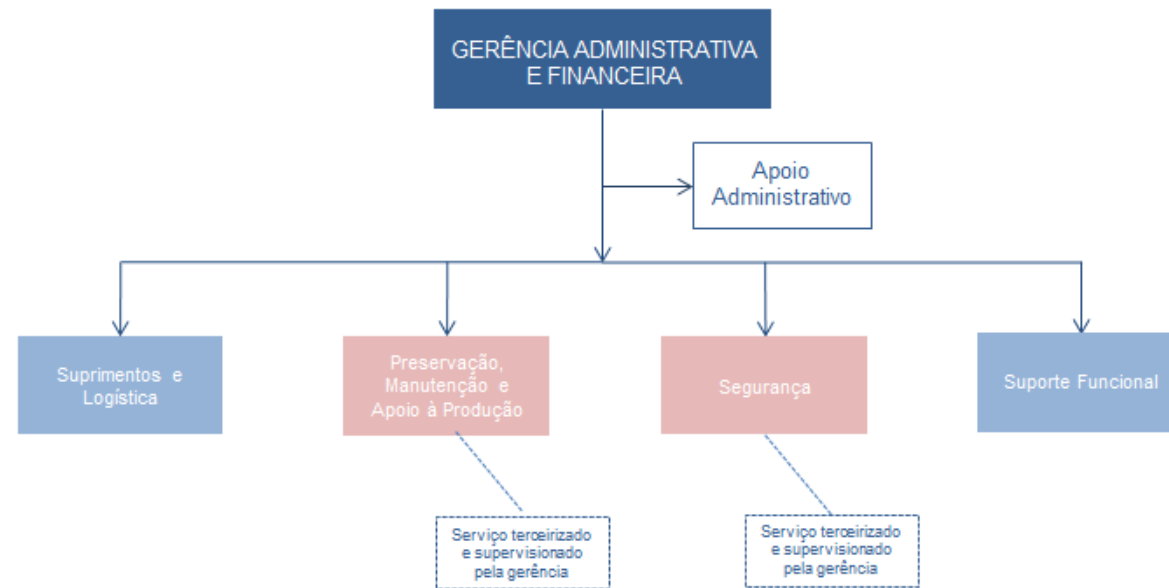 GERÊNCIA ADMINISTRATIVA
E FINANCEIRA
Apoio
Administrativo
Suprimentos e
Logística
Preservação,
Manutenção e
Apoio à Produção
Segurança
Suporte Funcional
Serviço terceirizado
e supervisionado
pela gerência
Serviço terceirizado
e supervisionado
pela gerência